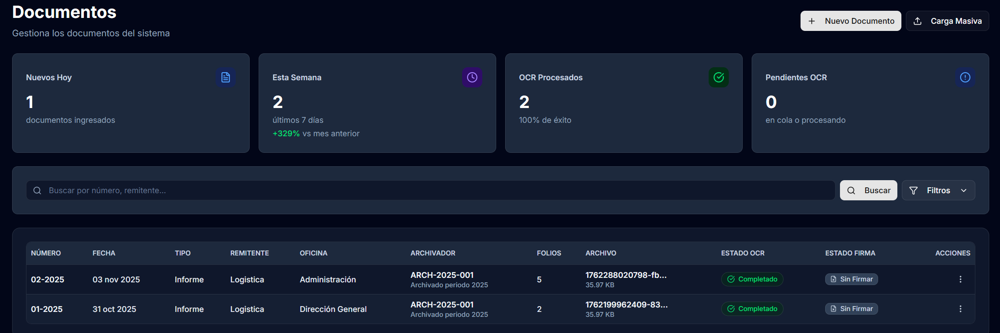 Documentos
Gestiona los documentos del sistema
Nuevo Documento
Carga Masiva
Nuevos Hoy
1
documentos ingresados
Esta Semana
2
últimos 7 días
+329% vs mes anterior
OCR Procesados
2
100% de éxito
Pendientes OCR
0
en cola o procesando
Buscar por número, remitente...
Buscar
Filtros
NÚMERO FECHA TIPO REMITENTE OFICINA ARCHIVADOR FOLIOS ARCHIVO ESTADO OCR ESTADO FIRMA ACCIONES
02-2025 03 nov 2025 Informe Logistica Administración ARCH-2025-001 5 1762288020798-fb... Completado Sin Firmar
Archivado periodo 2025 35.97 KB
01-2025 31 oct 2025 Informe Logistica Dirección General ARCH-2025-001 2 1762199962409-83... Completado Sin Firmar
Archivado periodo 2025 35.97 KB